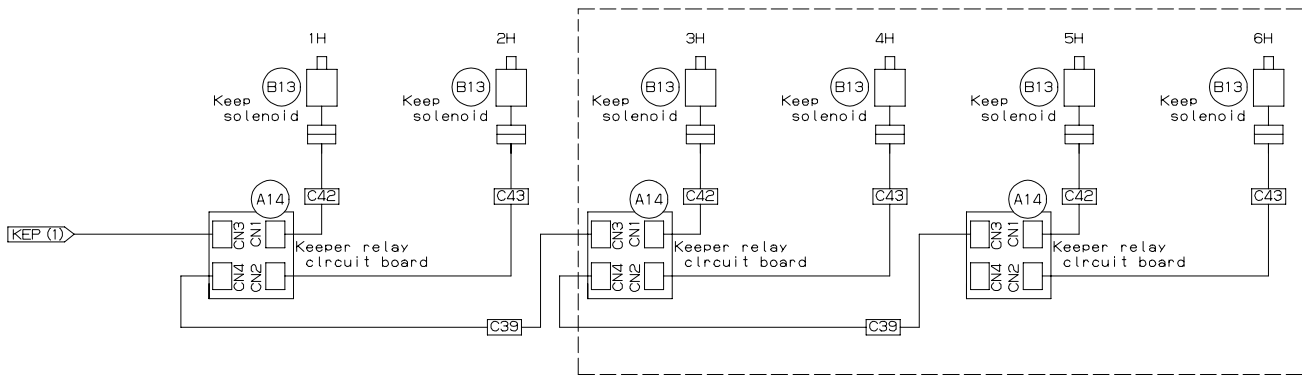 1H 2H 3H 4H 5H 6H
B13 B13 B13 B13 B13 B13
Keep solenoid
Keep solenoid
Keep solenoid
Keep solenoid
Keep solenoid
Keep solenoid
C42 C43 C42 C43 C42 C43
A14 A14 A14
KEP (1)
CN3 CN1
CN4 CN2
Keeper relay
circuit board
CN3 CN1
CN4 CN2
Keeper relay
circuit board
CN3 CN1
CN4 CN2
Keeper relay
circuit board
C39 C39